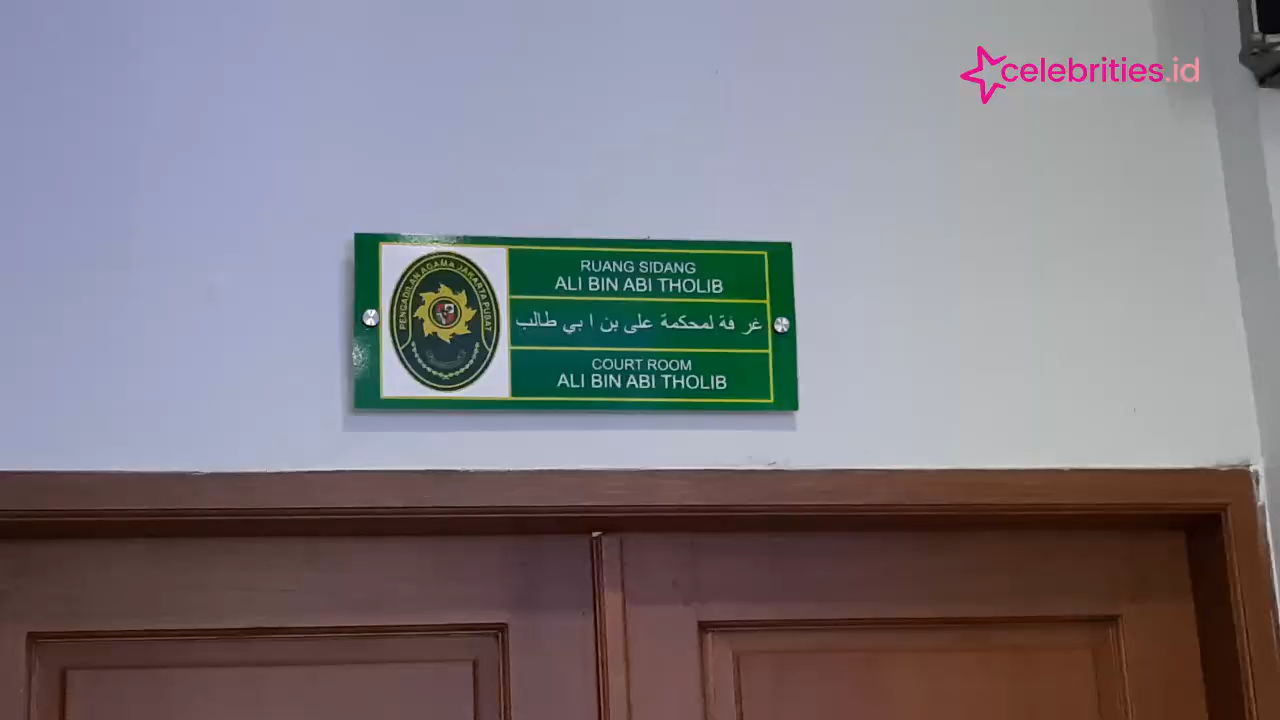 celebrities.id
PENGADILAN AGAMA JAKARTA PUSAT
RUANG SIDANG
ALI BIN ABI THOLIB
غر فة لمحكمة على بن ا بي طالب
COURT ROOM
ALI BIN ABI THOLIB